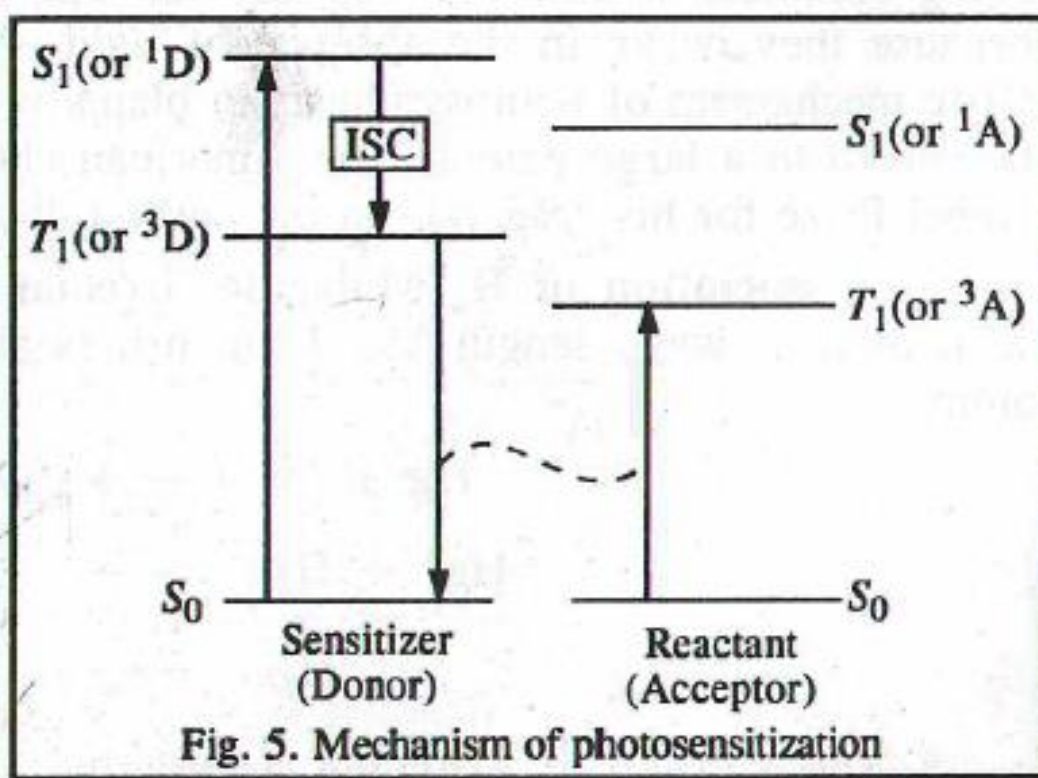 S₁(or ¹D)
ISC
S₁(or ¹A)
T₁(or ³D)
T₁(or ³A)
S₀
S₀
Sensitizer
(Donor)
Reactant
(Acceptor)
Fig. 5. Mechanism of photosensitization